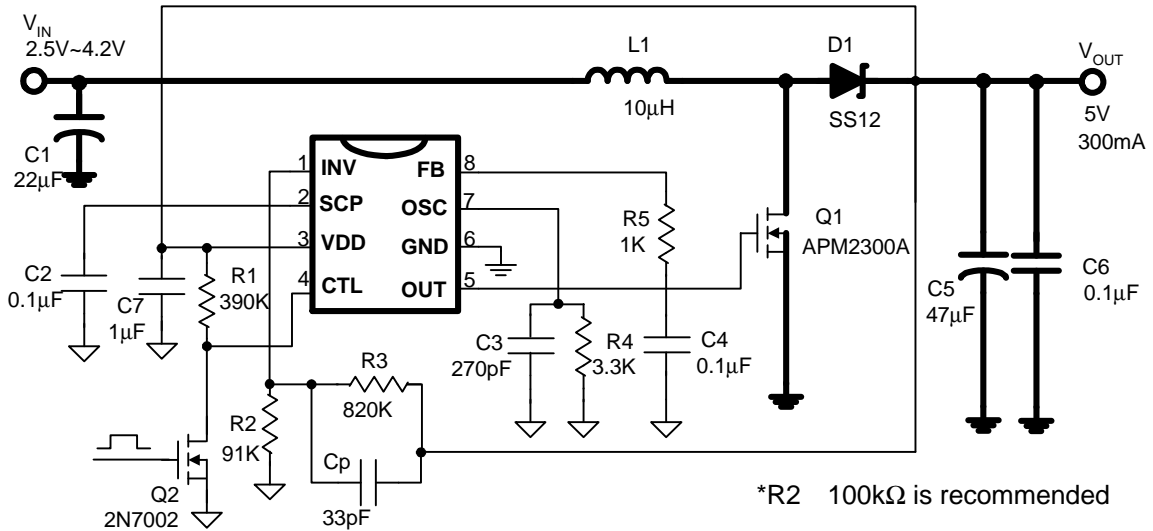 VIN
2.5V~4.2V
L1
10μH
D1
SS12
VOUT
5V
300mA
C1
22μF
1 INV
2 SCP
3 VDD
4 CTL
FB 8
OSC 7
GND 6
OUT 5
R5
1K
Q1
APM2300A
C2
0.1μF
C7
1μF
R1
390K
C3
270pF
R4
3.3K
C4
0.1μF
C5
47μF
C6
0.1μF
R3
820K
R2
91K
Cp
33pF
Q2
2N7002
*R2 100kΩ is recommended